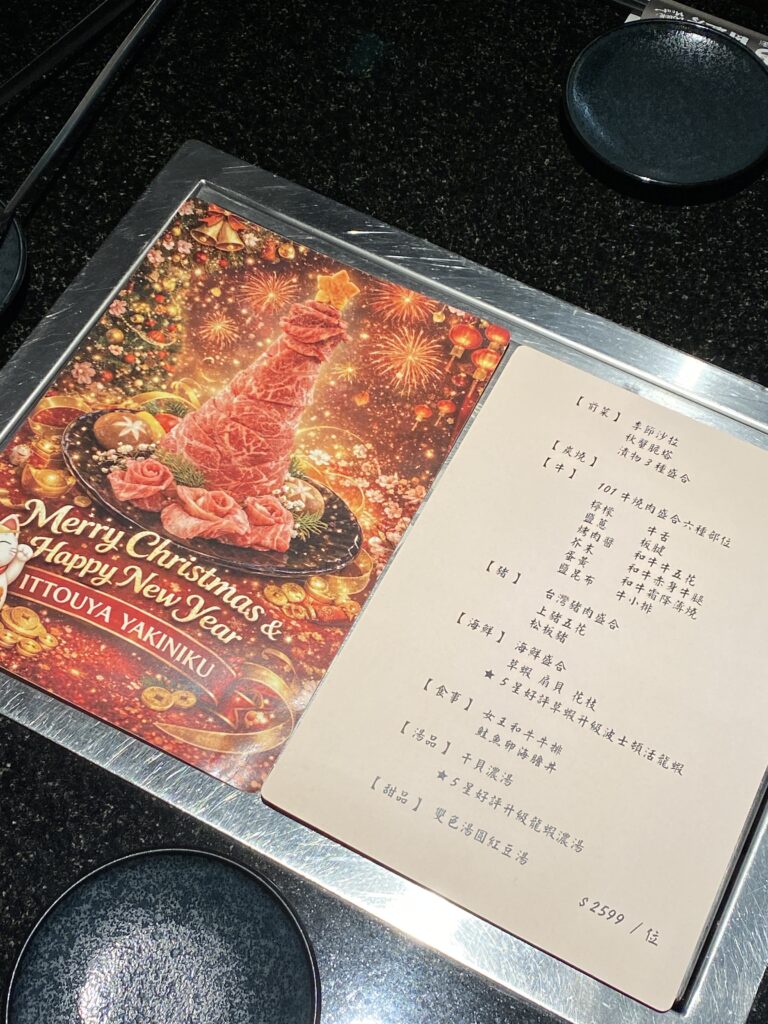 Merry Christmas &
Happy New Year
ITTOUYA YAKINIKU
【 前菜 】 季節沙拉
秋蟹脆塔
漬物3種盛合
【 炭燒 】
【 牛 】 101牛燒肉盛合六種部位
檸檬 牛舌
鹽蔥 板腱
烤肉醬 和牛牛五花
芥末 和牛赤身牛腿
蛋黃 和牛霜降薄燒
鹽昆布 牛小排
【 豬 】 台灣豬肉盛合
上豬五花
松板豬
【 海鮮 】 海鮮盛合
草蝦 扇貝 花枝
★5星好評草蝦升級波士頓活龍蝦
【 食事 】 女王和牛牛排
鮭魚卵海膽丼
【 湯品 】 干貝濃湯
★5星好評升級龍蝦濃湯
【 甜品 】 雙色湯圓紅豆湯
$2599 / 位